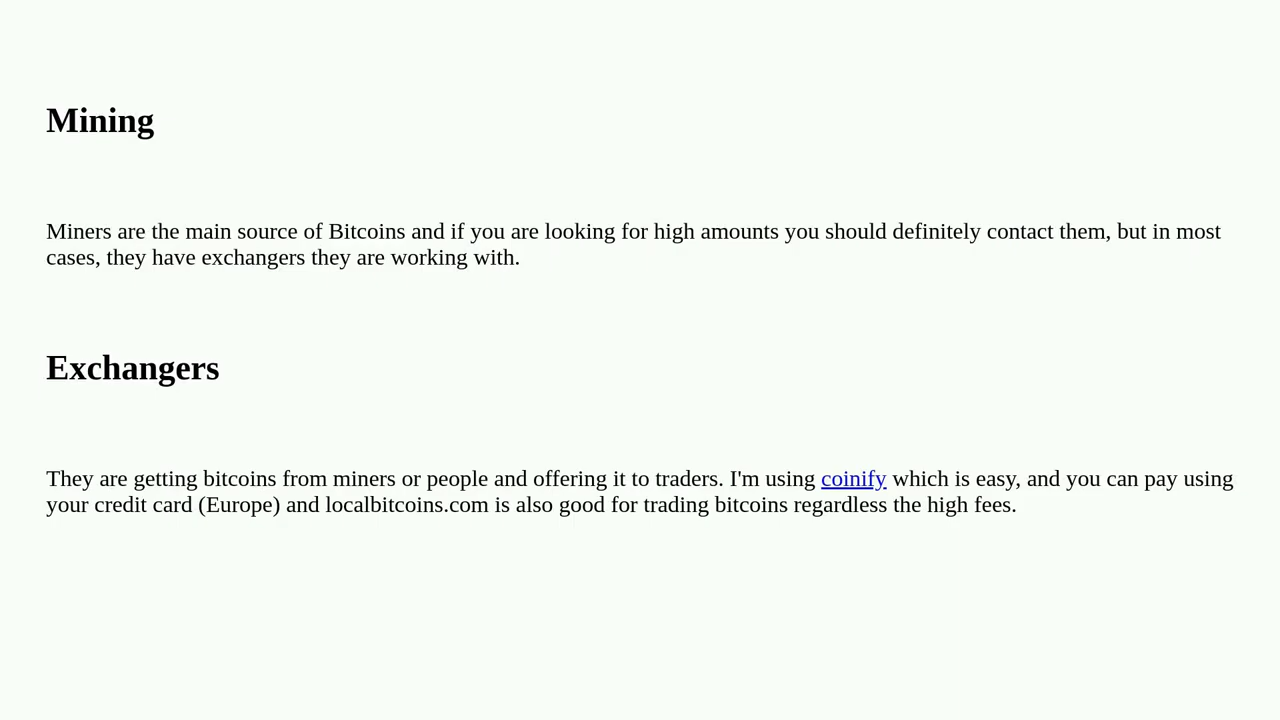 Mining
Miners are the main source of Bitcoins and if you are looking for high amounts you should definitely contact them, but in most
cases, they have exchangers they are working with.
Exchangers
They are getting bitcoins from miners or people and offering it to traders. I'm using coinify which is easy, and you can pay using
your credit card (Europe) and localbitcoins.com is also good for trading bitcoins regardless the high fees.